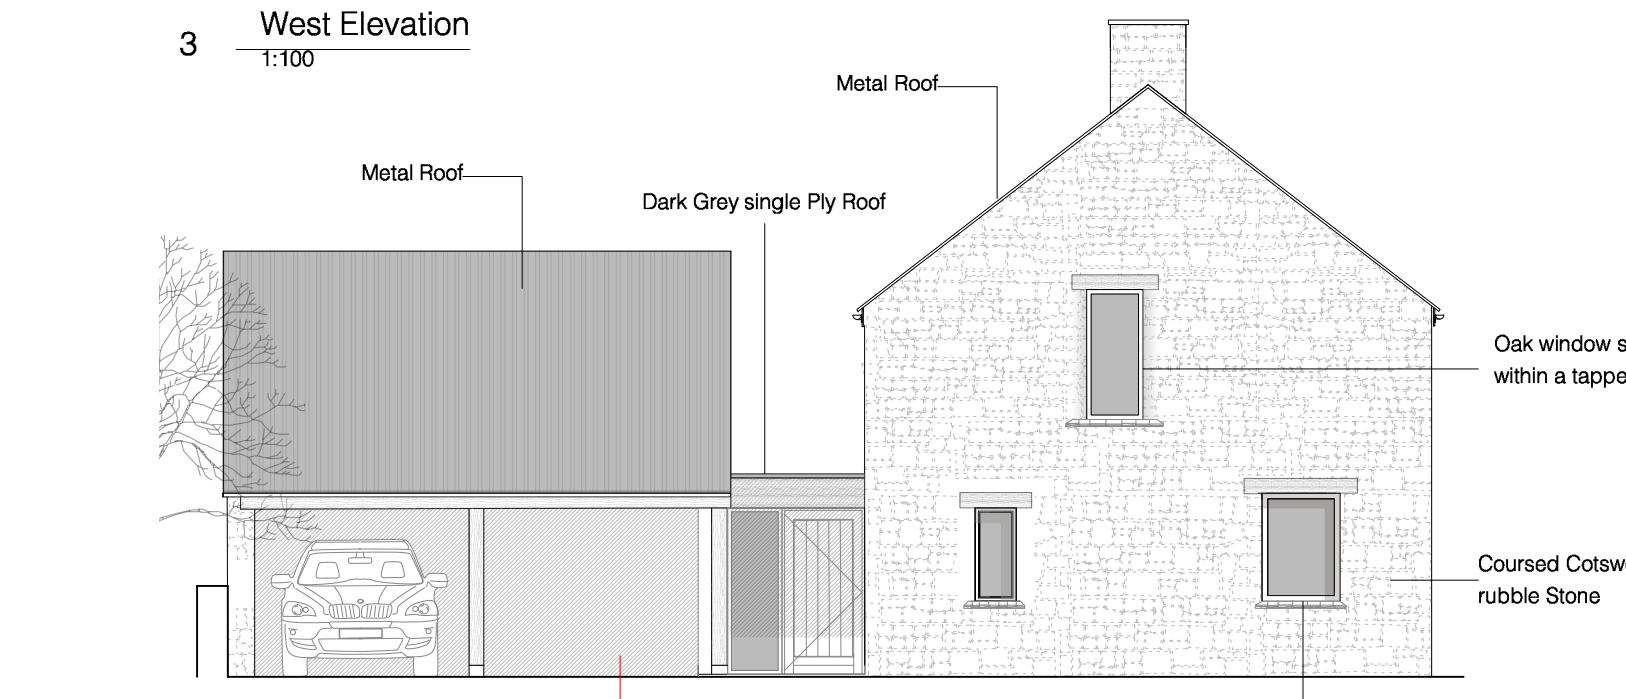 3
West Elevation
1:100
Metal Roof
Metal Roof
Dark Grey single Ply Roof
Oak window s
within a tappe
Coursed Cotsw
rubble Stone